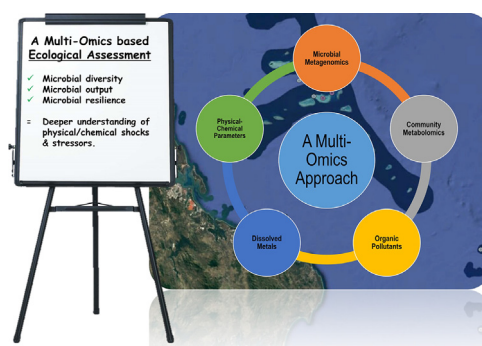 A Multi-Omics based
Ecological Assessment
✓ Microbial diversity
✓ Microbial output
✓ Microbial resilience
= Deeper understanding of
physical/chemical shocks
& stressors.
Microbial
Metagenomics
Physical-
Chemical
Parameters
Community
Metabolomics
A Multi-
Omics
Approach
Dissolved
Metals
Organic
Pollutants